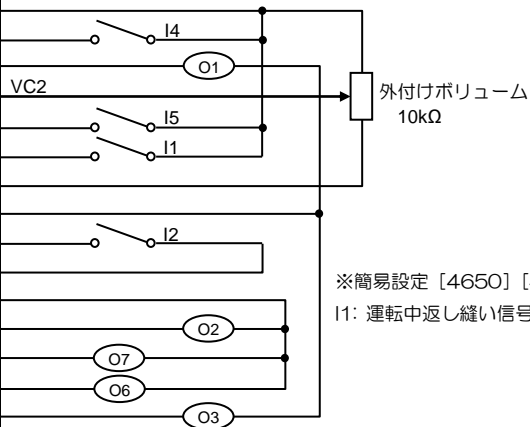 I4
O1
VC2
外付けボリューム
10kΩ
I5
I1
I2
※簡易設定［4650］［
I1: 運転中返し縫い信号
O2
O7
O6
O3